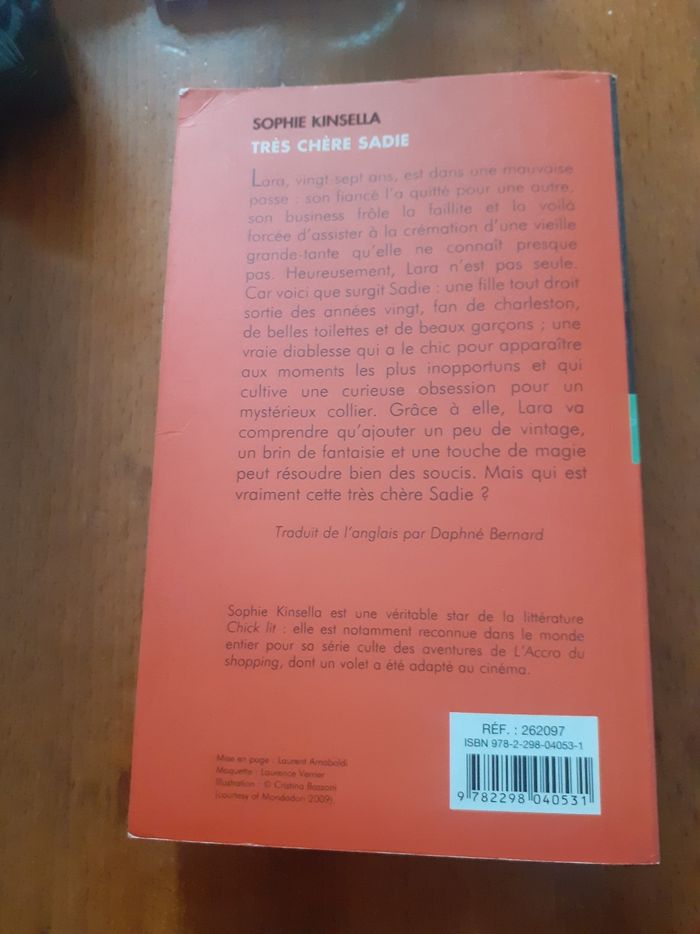 SOPHIE KINSELLA
TRÈS CHÈRE SADIE
Lara, vingt-sept ans, est dans une mauvaise
passe : son fiancé l'a quitté pour une autre,
son business frôle la faillite et la voilà
forcée d'assister à la crémation d'une vieille
grande-tante qu'elle ne connaît presque
pas. Heureusement, Lara n'est pas seule.
Car voici que surgit Sadie : une fille tout droit
sortie des années vingt, fan de charleston,
de belles toilettes et de beaux garçons ; une
vraie diablesse qui a le chic pour apparaître
aux moments les plus inopportuns et qui
cultive une curieuse obsession pour un
mystérieux collier. Grâce à elle, Lara va
comprendre qu'ajouter un peu de vintage,
un brin de fantaisie et une touche de magie
peut résoudre bien des soucis. Mais qui est
vraiment cette très chère Sadie ?
Traduit de l'anglais par Daphné Bernard
Sophie Kinsella est une véritable star de la littérature
Chick lit : elle est notamment reconnue dans le monde
entier pour sa série culte des aventures de L'Accro du
shopping, dont un volet a été adapté au cinéma.
RÉF. : 262097
ISBN 978-2-298-04053-1
9 782298 040531
Mise en page : Laurent Arnaboldi
Maquette : Laurence Verrier
Illustration : © Cristina Bazzoni
(courtesy of Mondadori 2009).